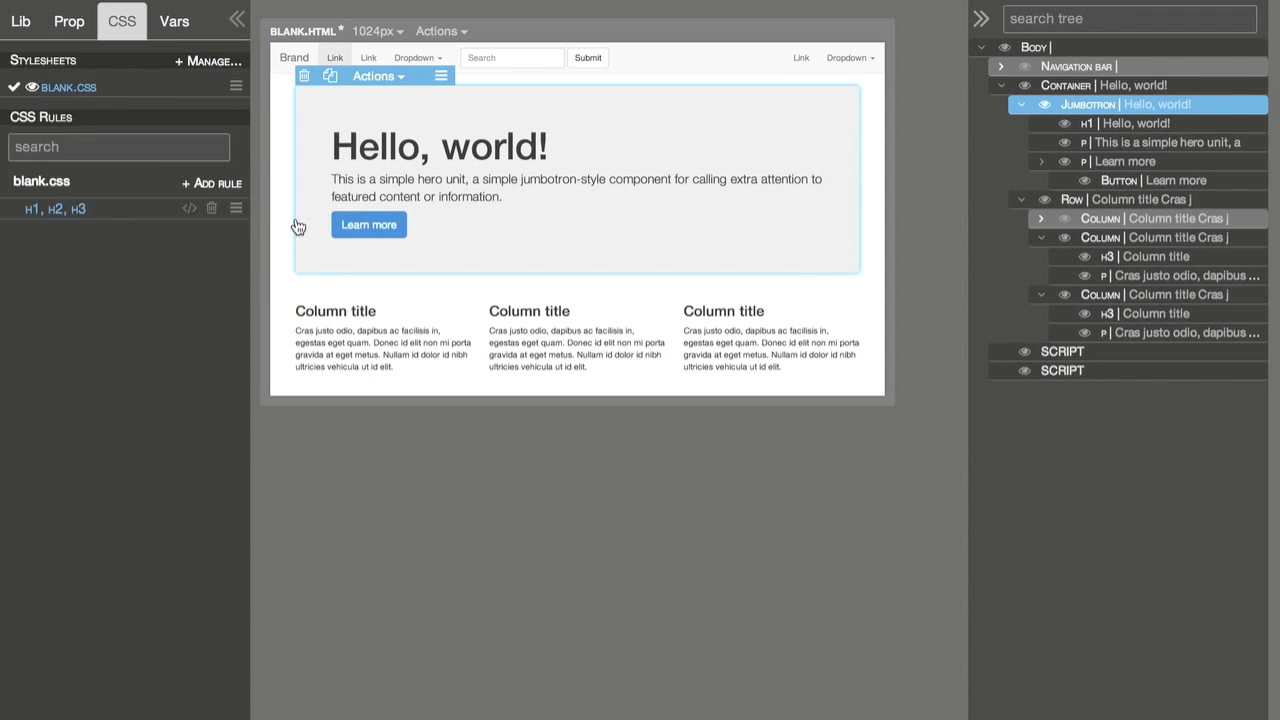 Lib Prop CSS Vars
STYLESHEETS + MANAGE...
BLANK.CSS
CSS RULES
search
blank.css + ADD RULE
H1, H2, H3
BLANK.HTML* 1024px Actions
Brand Link Link Dropdown Search Submit Link Dropdown
Actions
Hello, world!
This is a simple hero unit, a simple jumbotron-style component for calling extra attention to
featured content or information.
Learn more
Column title
Cras justo odio, dapibus ac facilisis in,
egestas eget quam. Donec id elit non mi porta
gravida at eget metus. Nullam id dolor id nibh
ultricies vehicula ut id elit.
Column title
Cras justo odio, dapibus ac facilisis in,
egestas eget quam. Donec id elit non mi porta
gravida at eget metus. Nullam id dolor id nibh
ultricies vehicula ut id elit.
Column title
Cras justo odio, dapibus ac facilisis in,
egestas eget quam. Donec id elit non mi porta
gravida at eget metus. Nullam id dolor id nibh
ultricies vehicula ut id elit.
search tree
BODY |
NAVIGATION BAR |
CONTAINER | Hello, world!
JUMBOTRON | Hello, world!
H1 | Hello, world!
P | This is a simple hero unit, a
P | Learn more
BUTTON | Learn more
ROW | Column title Cras j
COLUMN | Column title Cras j
COLUMN | Column title Cras j
H3 | Column title
P | Cras justo odio, dapibus ...
COLUMN | Column title Cras j
H3 | Column title
P | Cras justo odio, dapibus ...
SCRIPT
SCRIPT